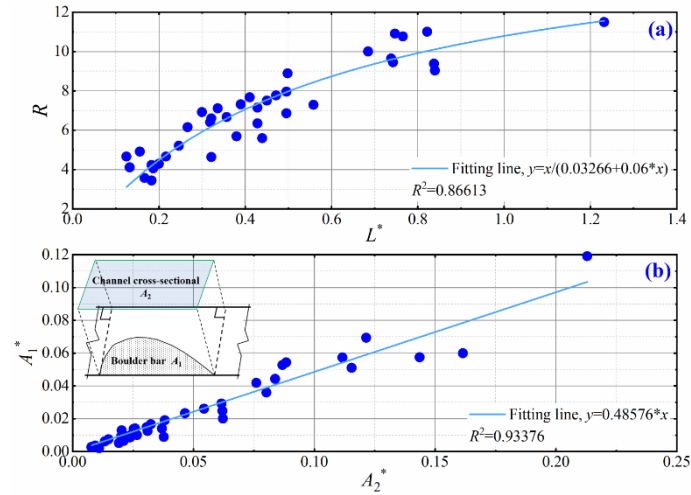 12
(a)
10
8
R
6
4
2
Fitting line, y=x/(0.03266+0.06*x)
R²=0.86613
0.0 0.2 0.4 0.6 0.8 1.0 1.2 1.4
L*
0.12
(b)
0.10
Channel cross-sectional
A₂
0.08
A₁*
0.06
0.04
Boulder bar A₁
0.02
Fitting line, y=0.48576*x
R²=0.93376
0.00
0.00 0.05 0.10 0.15 0.20 0.25
A₂*